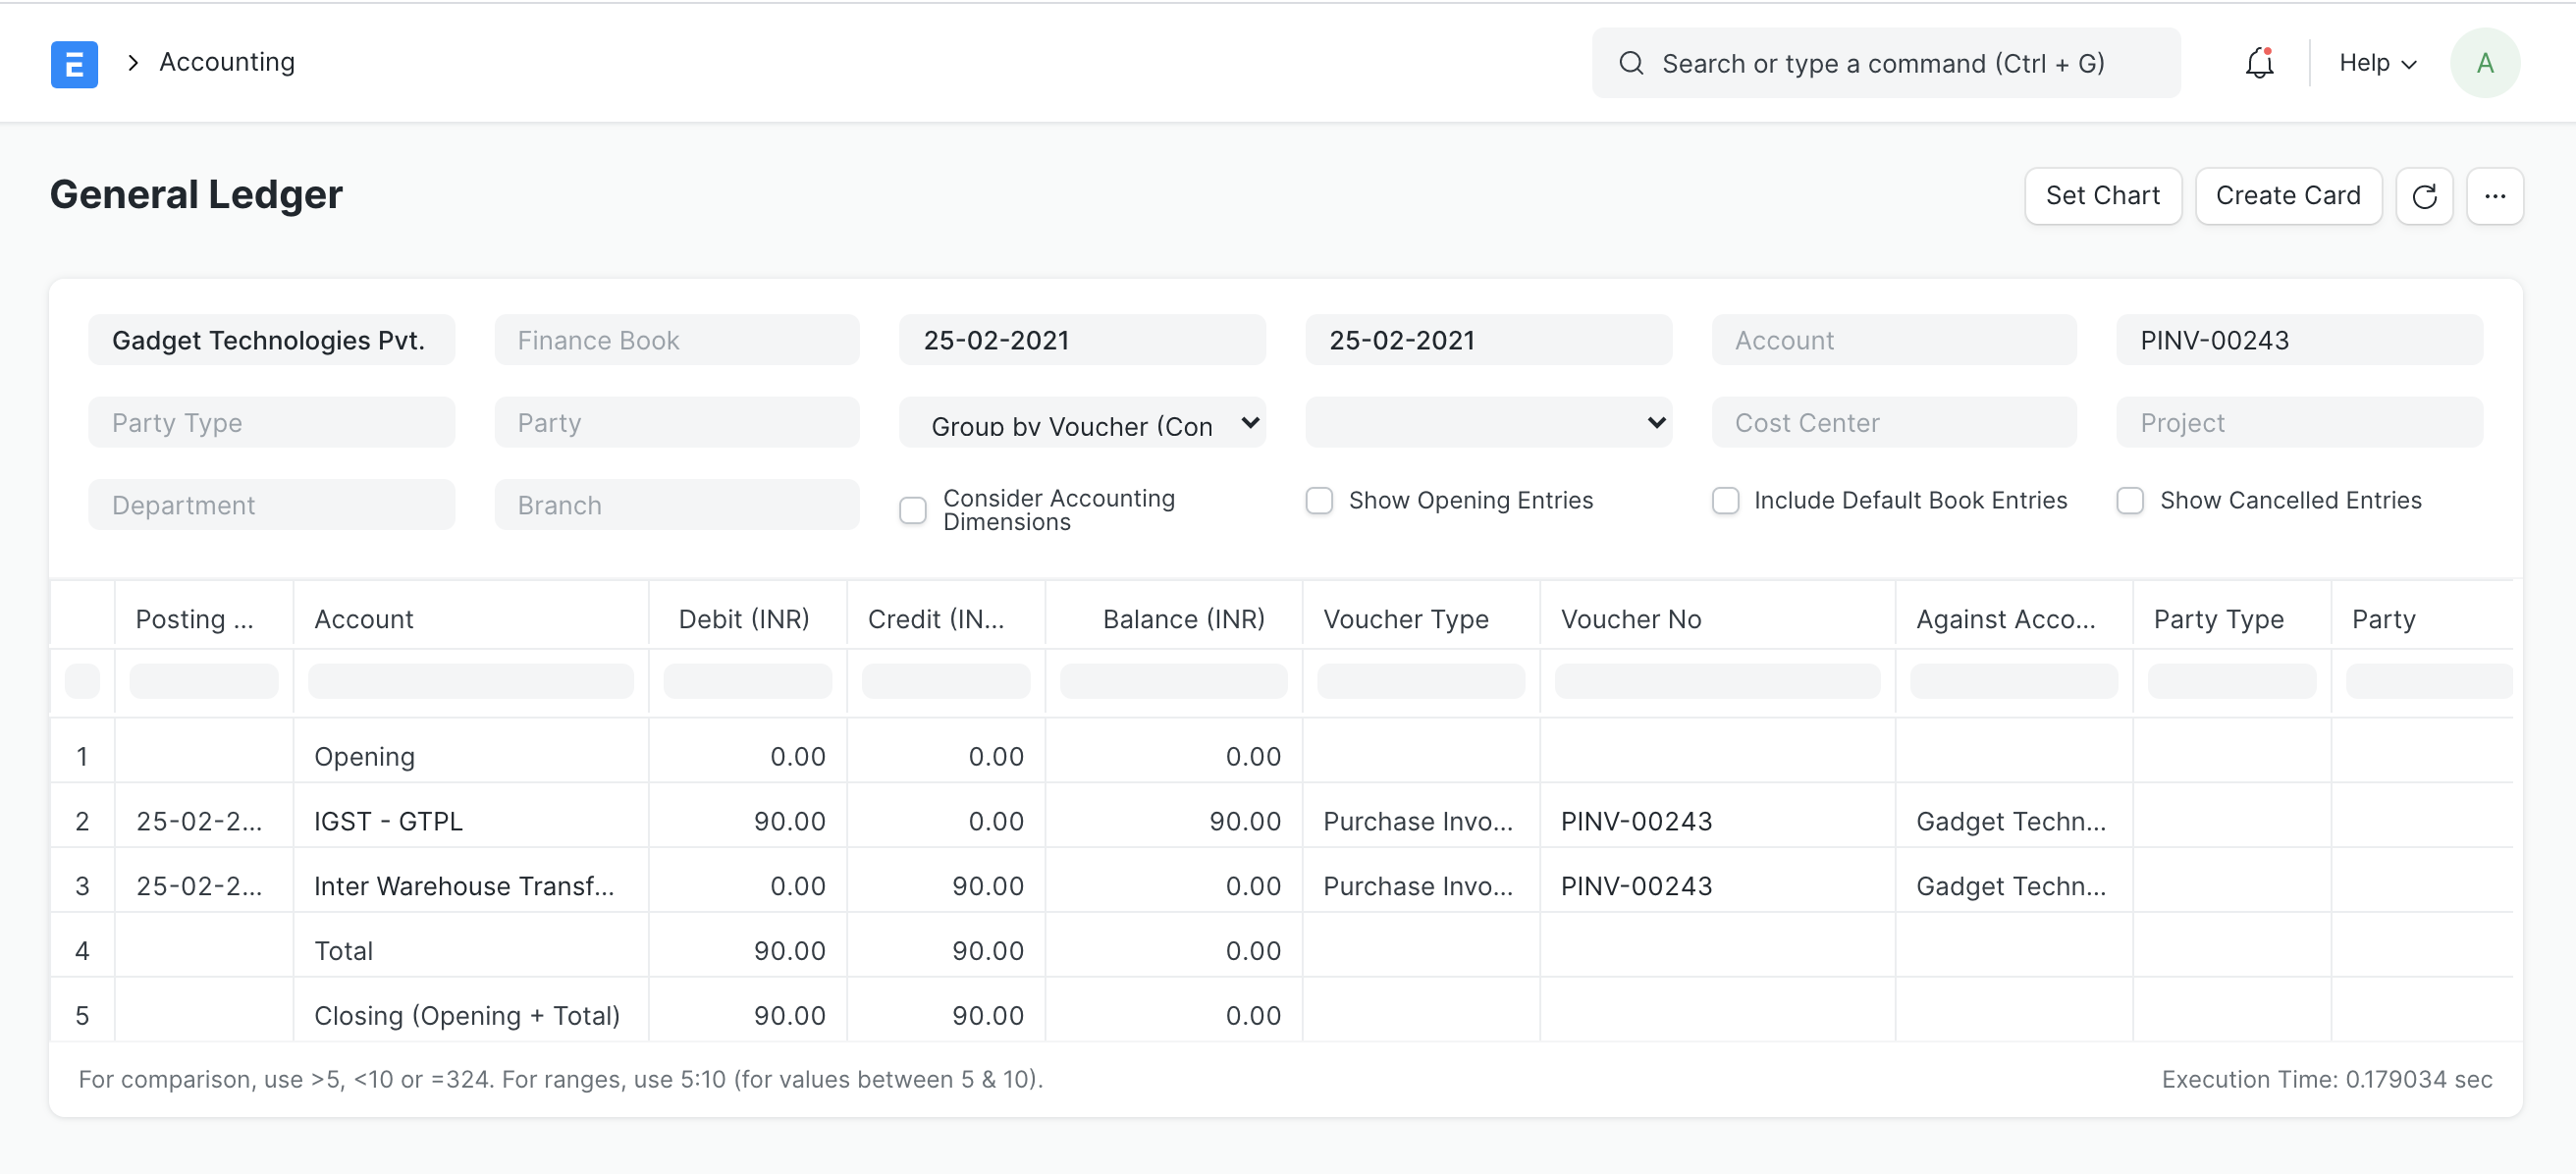 E > Accounting Search or type a command (Ctrl + G) Help A
General Ledger Set Chart Create Card ...
Gadget Technologies Pvt. Finance Book 25-02-2021 25-02-2021 Account PINV-00243
Party Type Party Group by Voucher (Con Cost Center Project
Department Branch Consider Accounting Dimensions Show Opening Entries Include Default Book Entries Show Cancelled Entries
Posting ... Account Debit (INR) Credit (IN... Balance (INR) Voucher Type Voucher No Against Acco... Party Type Party
1 Opening 0.00 0.00 0.00
2 25-02-2... IGST - GTPL 90.00 0.00 90.00 Purchase Invo... PINV-00243 Gadget Techn...
3 25-02-2... Inter Warehouse Transf... 0.00 90.00 0.00 Purchase Invo... PINV-00243 Gadget Techn...
4 Total 90.00 90.00 0.00
5 Closing (Opening + Total) 90.00 90.00 0.00
For comparison, use >5, <10 or =324. For ranges, use 5:10 (for values between 5 & 10). Execution Time: 0.179034 sec